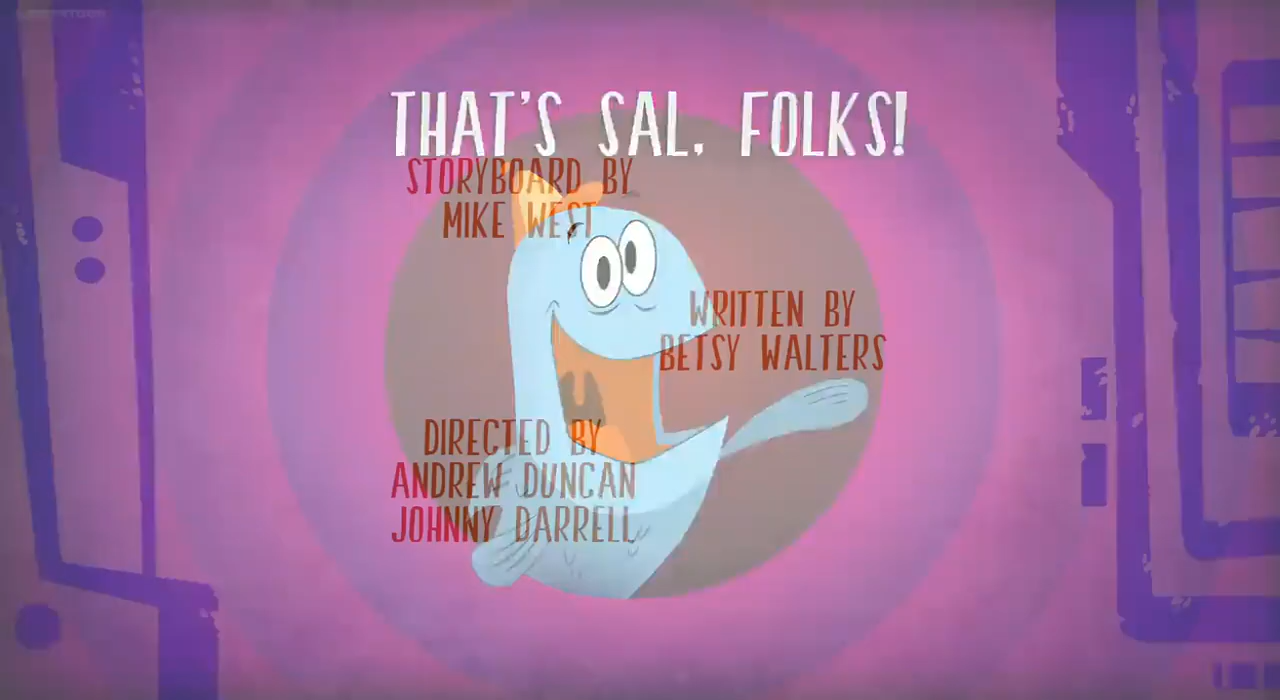 THAT'S SAL, FOLKS!
STORYBOARD BY
MIKE WEST
WRITTEN BY
BETSY WALTERS
DIRECTED BY
ANDREW DUNCAN
JOHNNY DARRELL